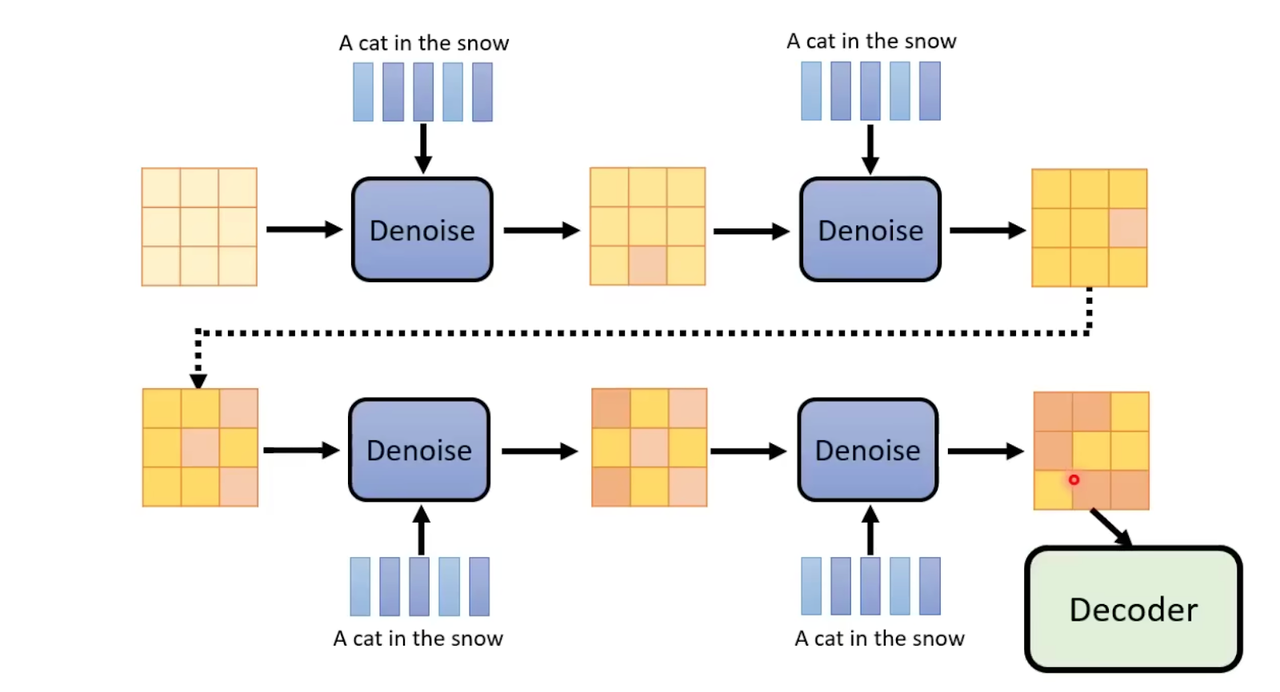 A cat in the snow
A cat in the snow
Denoise
Denoise
Denoise
Denoise
A cat in the snow
A cat in the snow
Decoder